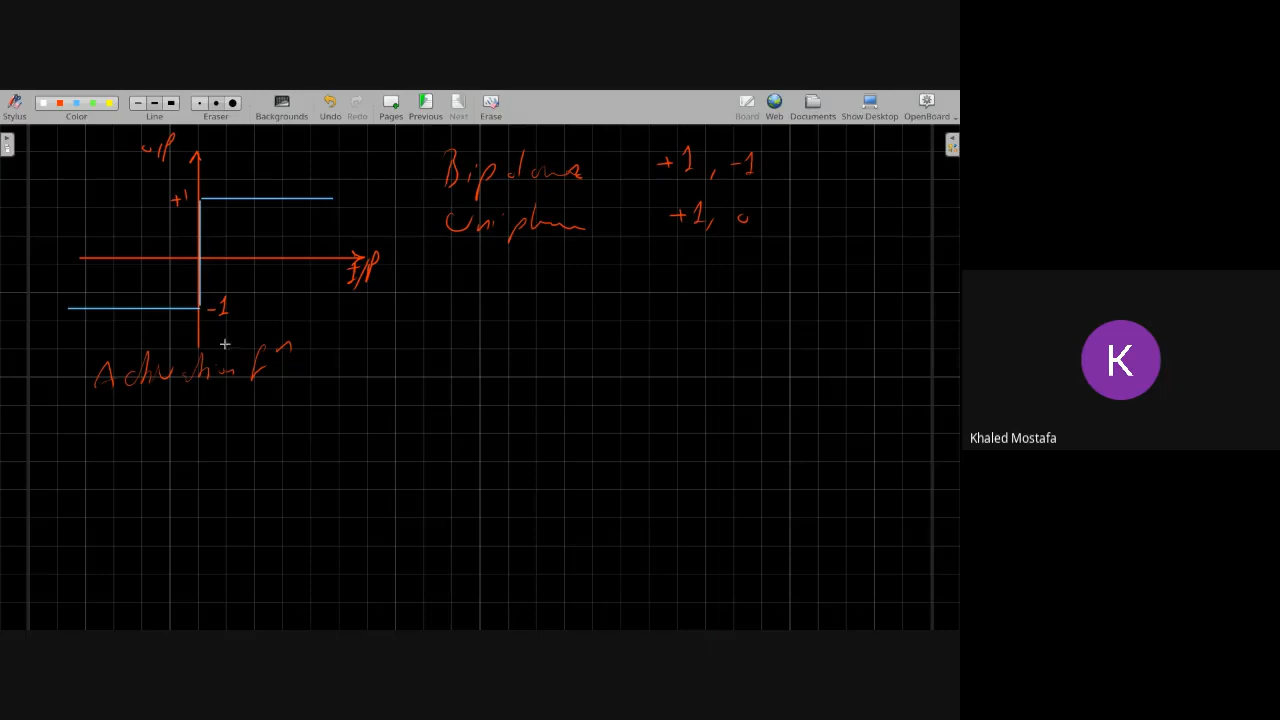 Stylus Color Line Eraser Backgrounds Undo Redo Pages Previous Next Erase Board Web Documents Show Desktop OpenBoard
o/p
+1
I/P
-1
Activation fn
Bipolar +1, -1
Unipolar +1, 0
K
Khaled Mostafa